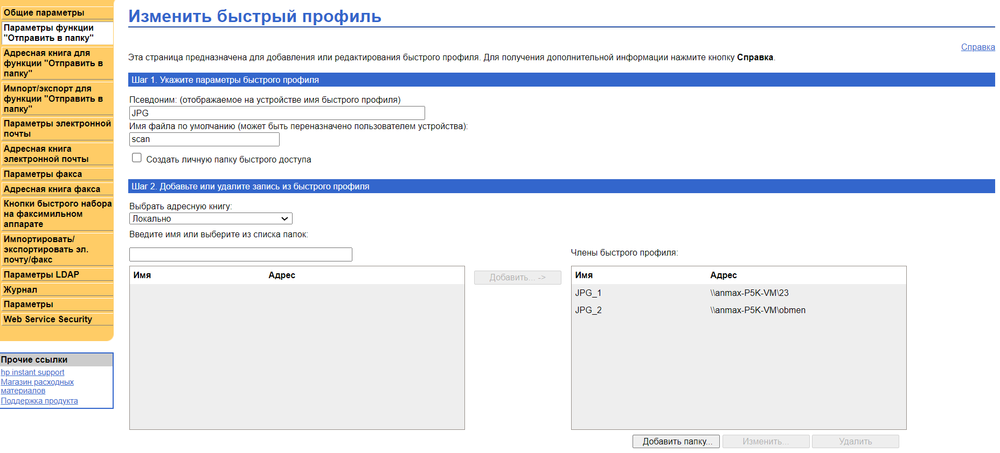 Общие параметры
Параметры функции
"Отправить в папку"
Адресная книга для
функции "Отправить в
папку"
Импорт/экспорт для
функции "Отправить в
папку"
Параметры электронной
почты
Адресная книга
электронной почты
Параметры факса
Адресная книга факса
Кнопки быстрого набора
на факсимильном
аппарате
Импортировать/
экспортировать эл.
почту/факс
Параметры LDAP
Журнал
Параметры
Web Service Security
Прочие ссылки
hp instant support
Магазин расходных
материалов
Поддержка продукта
Изменить быстрый профиль
Справка
Эта страница предназначена для добавления или редактирования быстрого профиля. Для получения дополнительной информации нажмите кнопку Справка.
Шаг 1. Укажите параметры быстрого профиля
Псевдоним: (отображаемое на устройстве имя быстрого профиля)
JPG
Имя файла по умолчанию (может быть переназначено пользователем устройства):
scan
Создать личную папку быстрого доступа
Шаг 2. Добавьте или удалите запись из быстрого профиля
Выбрать адресную книгу:
Локально
Введите имя или выберите из списка папок:
Имя Адрес
Добавить... ->
Члены быстрого профиля:
Имя Адрес
JPG_1 \\anmax-P5K-VM\23
JPG_2 \\anmax-P5K-VM\obmen
Добавить папку... Изменить... Удалить